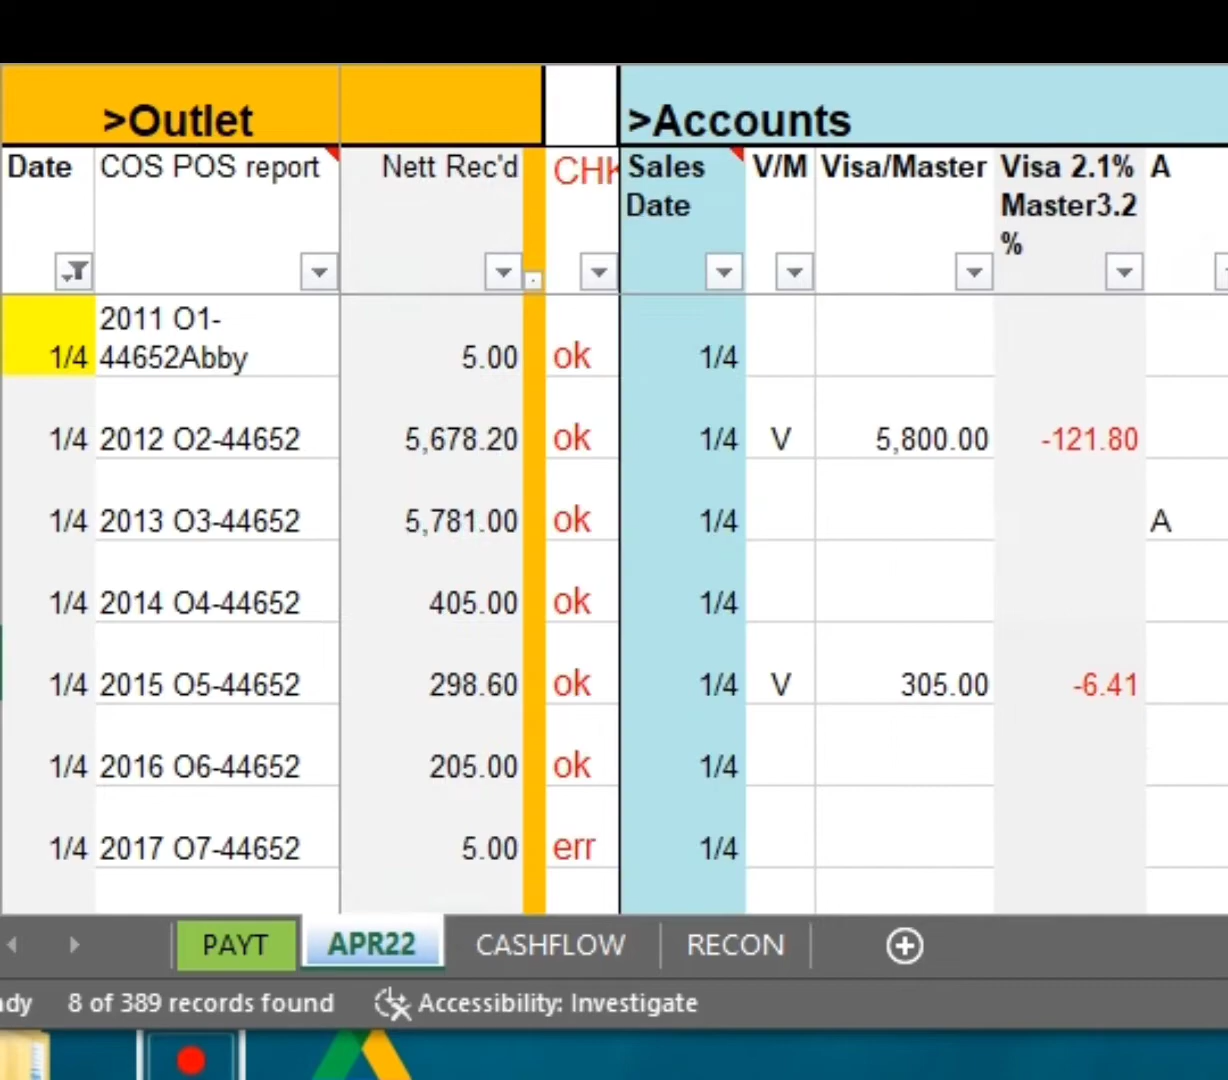 >Outlet >Accounts
Date COS POS report Nett Rec'd CHK Sales Date V/M Visa/Master Visa 2.1% Master3.2 % A
1/4 2011 O1-44652Abby 5.00 ok 1/4
1/4 2012 O2-44652 5,678.20 ok 1/4 V 5,800.00 -121.80
1/4 2013 O3-44652 5,781.00 ok 1/4 A
1/4 2014 O4-44652 405.00 ok 1/4
1/4 2015 O5-44652 298.60 ok 1/4 V 305.00 -6.41
1/4 2016 O6-44652 205.00 ok 1/4
1/4 2017 O7-44652 5.00 err 1/4
PAYT APR22 CASHFLOW RECON
8 of 389 records found Accessibility: Investigate